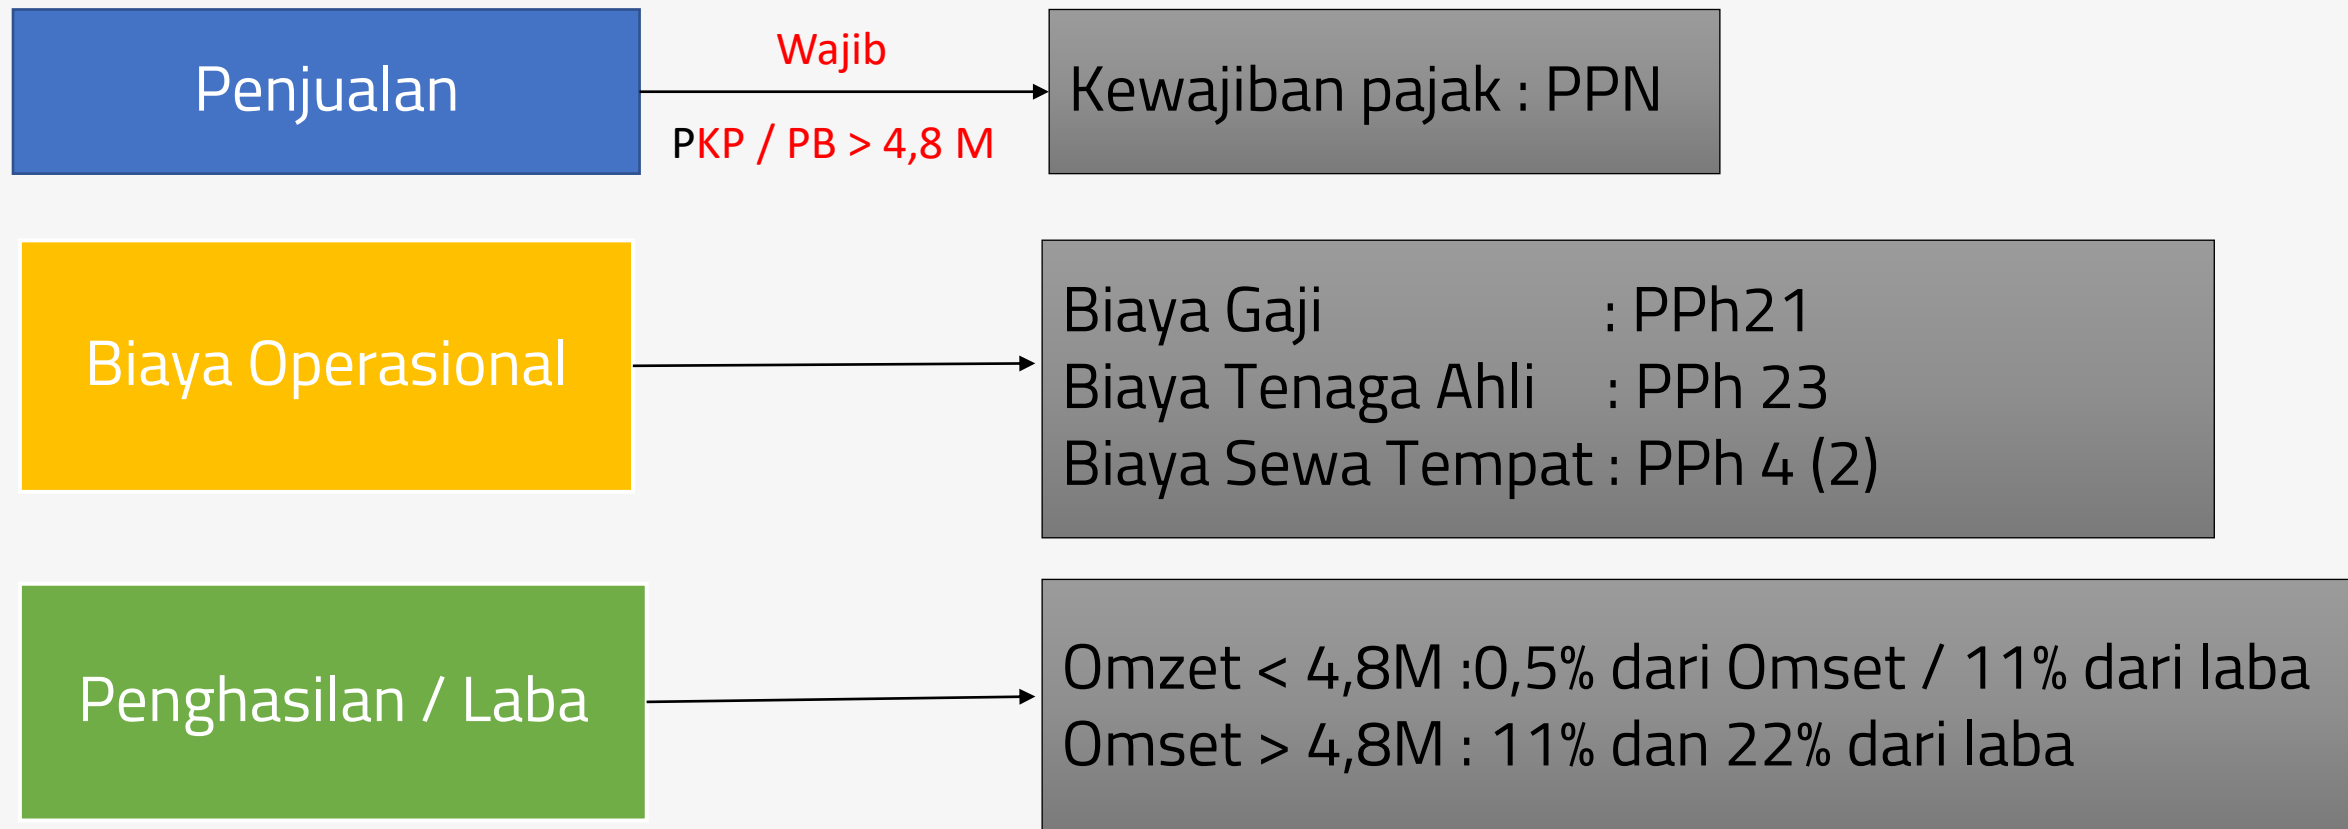 Penjualan
Wajib
PKP / PB > 4,8 M
Kewajiban pajak : PPN
Biaya Operasional
Biaya Gaji : PPh21
Biaya Tenaga Ahli : PPh 23
Biaya Sewa Tempat : PPh 4 (2)
Penghasilan / Laba
Omzet < 4,8M :0,5% dari Omset / 11% dari laba
Omset > 4,8M : 11% dan 22% dari laba